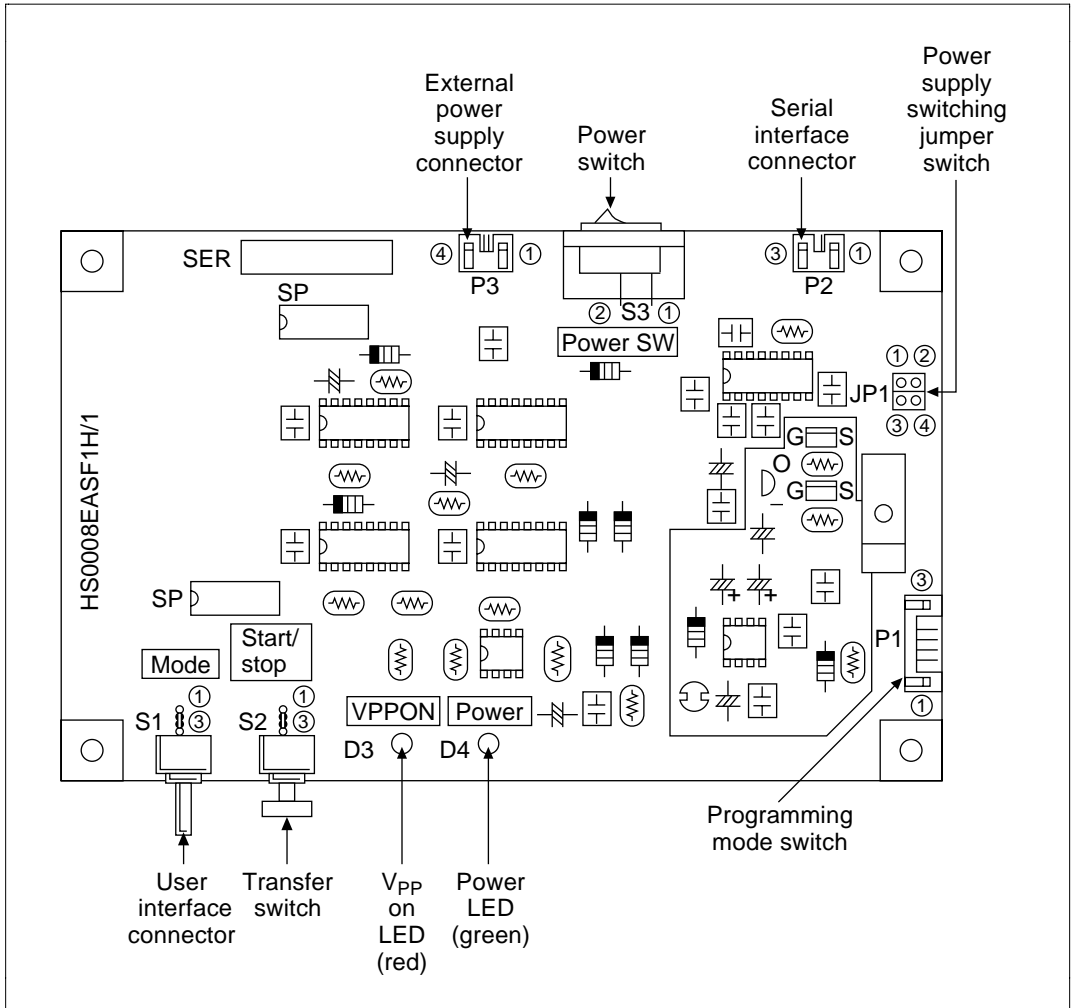 External
power
supply
connector
Power
switch
Serial
interface
connector
Power
supply
switching
jumper
switch
SER
④ ①
P3
② S3 ①
Power SW
③ ①
P2
SP
① ②
JP1
③ ④
G S
O
G S
HS0008EASF1H/1
+ +
SP
③
P1
①
Mode
Start/
stop
S1 ① ③
S2 ① ③
VPPON
Power
D3
D4
Programming
mode switch
User
interface
connector
Transfer
switch
VPP
on
LED
(red)
Power
LED
(green)